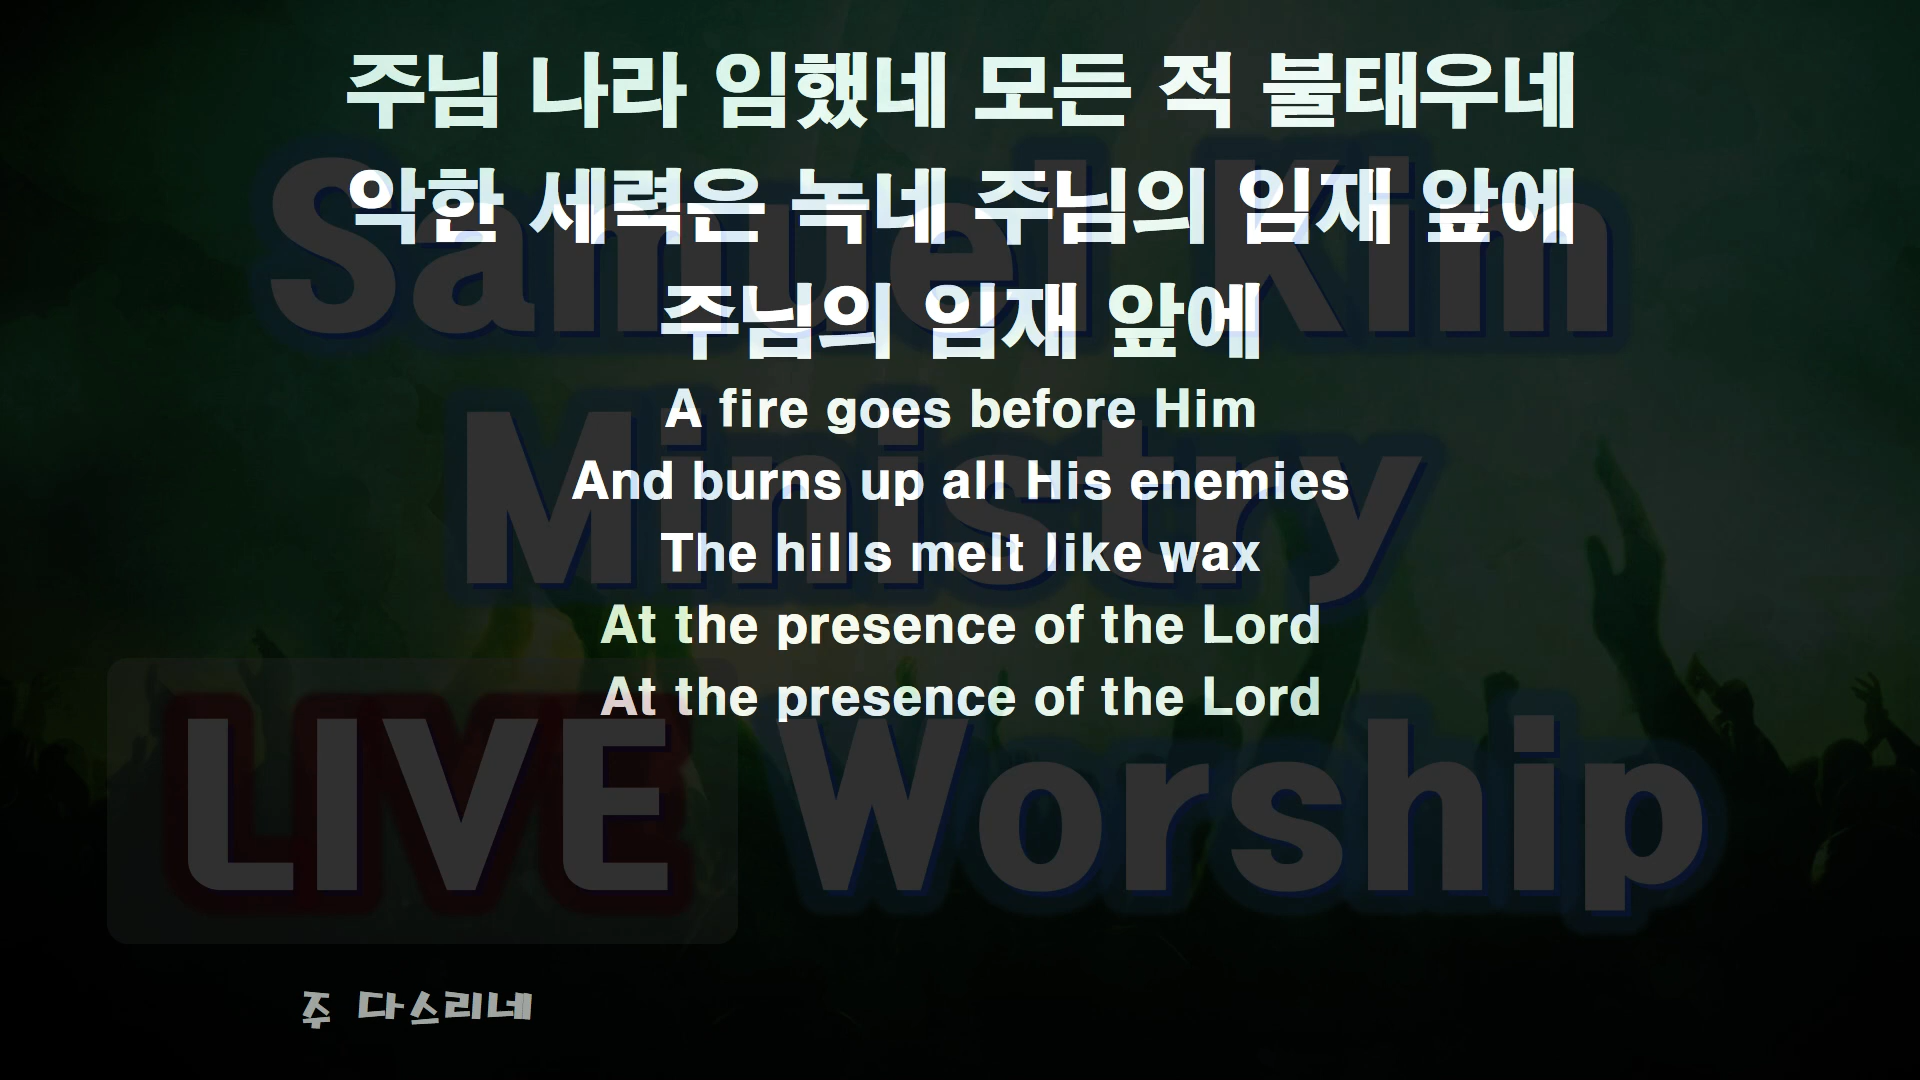 주님 나라 임했네 모든 적 불태우네
악한 세력은 녹네 주님의 임재 앞에
주님의 임재 앞에
A fire goes before Him
And burns up all His enemies
The hills melt like wax
At the presence of the Lord
At the presence of the Lord
Samuel Kim
Ministry
LIVE Worship
주 다스리네